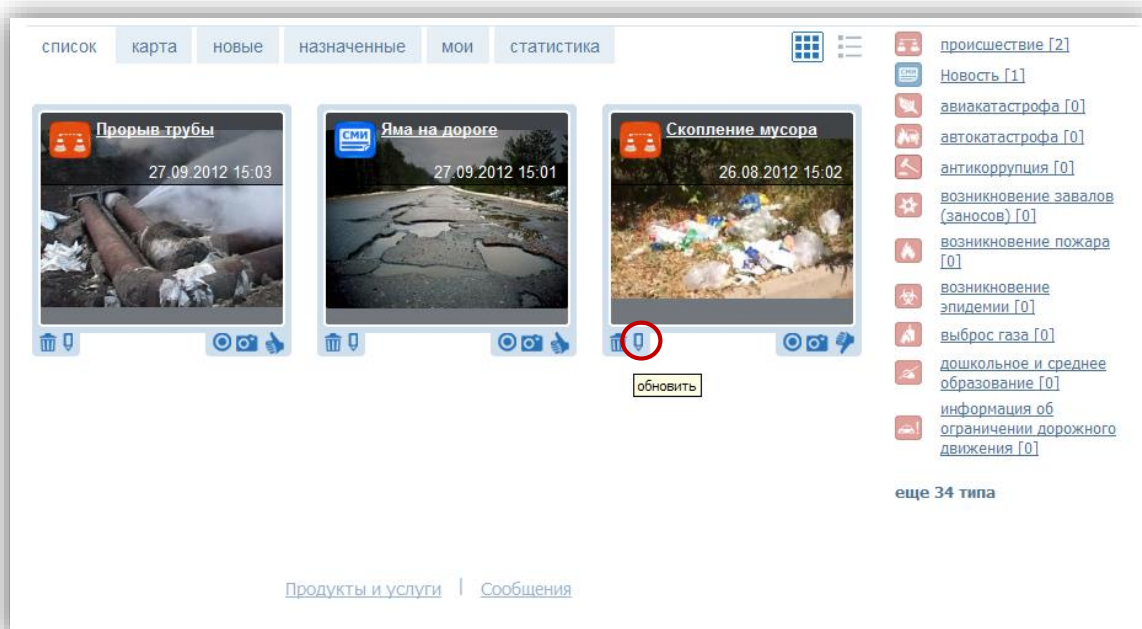 список карта новые назначенные мои статистика
Прорыв трубы
27.09.2012 15:03
СМИ
Яма на дороге
27.09.2012 15:01
Скопление мусора
26.08.2012 15:02
обновить
происшествие [2]
СМИ
Новость [1]
авиакатастрофа [0]
автокатастрофа [0]
антикоррупция [0]
возникновение завалов
(заносов) [0]
возникновение пожара
[0]
возникновение
эпидемии [0]
выброс газа [0]
дошкольное и среднее
образование [0]
информация об
ограничении дорожного
движения [0]
еще 34 типа
Продукты и услуги | Сообщения